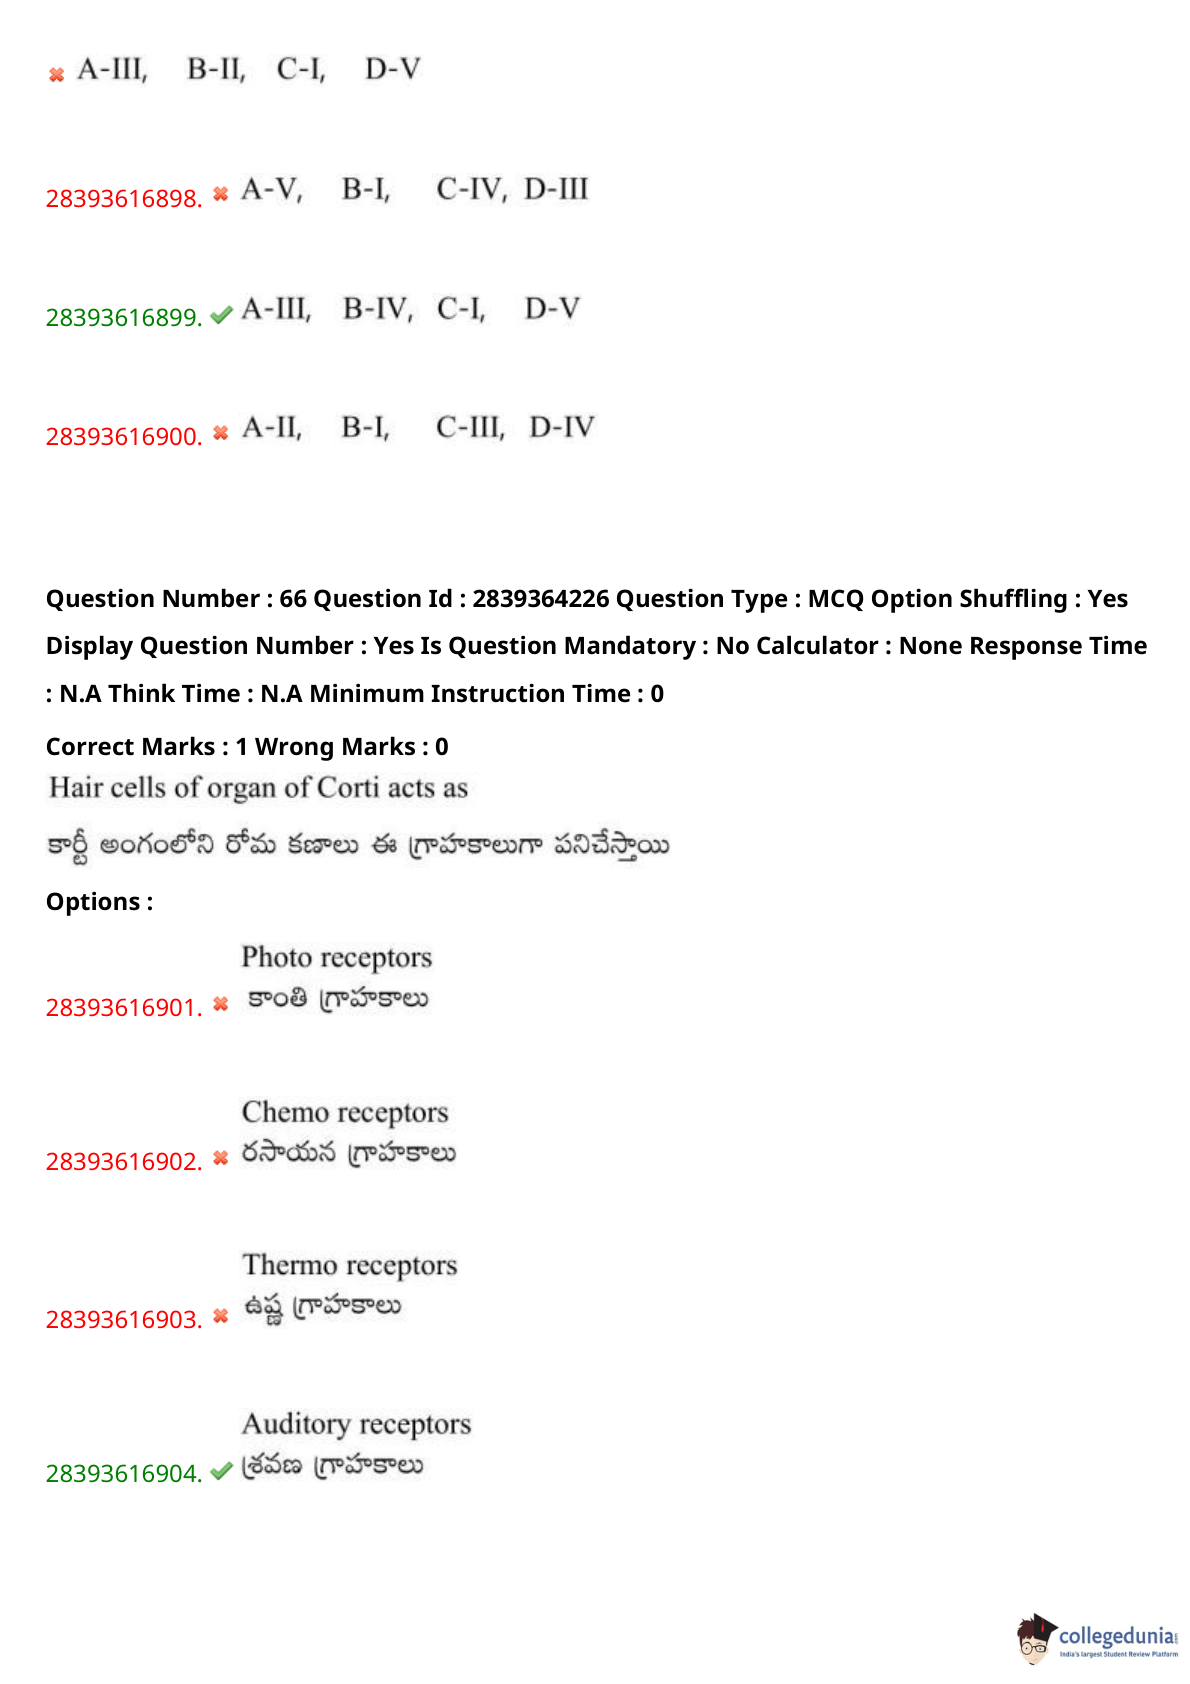 A-III, B-II, C-I, D-V
28393616898. A-V, B-I, C-IV, D-III
28393616899. A-III, B-IV, C-I, D-V
28393616900. A-II, B-I, C-III, D-IV
Question Number : 66 Question Id : 2839364226 Question Type : MCQ Option Shuffling : Yes
Display Question Number : Yes Is Question Mandatory : No Calculator : None Response Time
: N.A Think Time : N.A Minimum Instruction Time : 0
Correct Marks : 1 Wrong Marks : 0
Hair cells of organ of Corti acts as
కార్టీ అంగంలోని రోమ కణాలు ఈ గ్రాహకాలుగా పనిచేస్తాయి
Options :
Photo receptors
28393616901. కాంతి గ్రాహకాలు
Chemo receptors
28393616902. రసాయన గ్రాహకాలు
Thermo receptors
28393616903. ఉష్ణ గ్రాహకాలు
Auditory receptors
28393616904. శ్రవణ గ్రాహకాలు
collegedunia
India's largest Student Review Platform